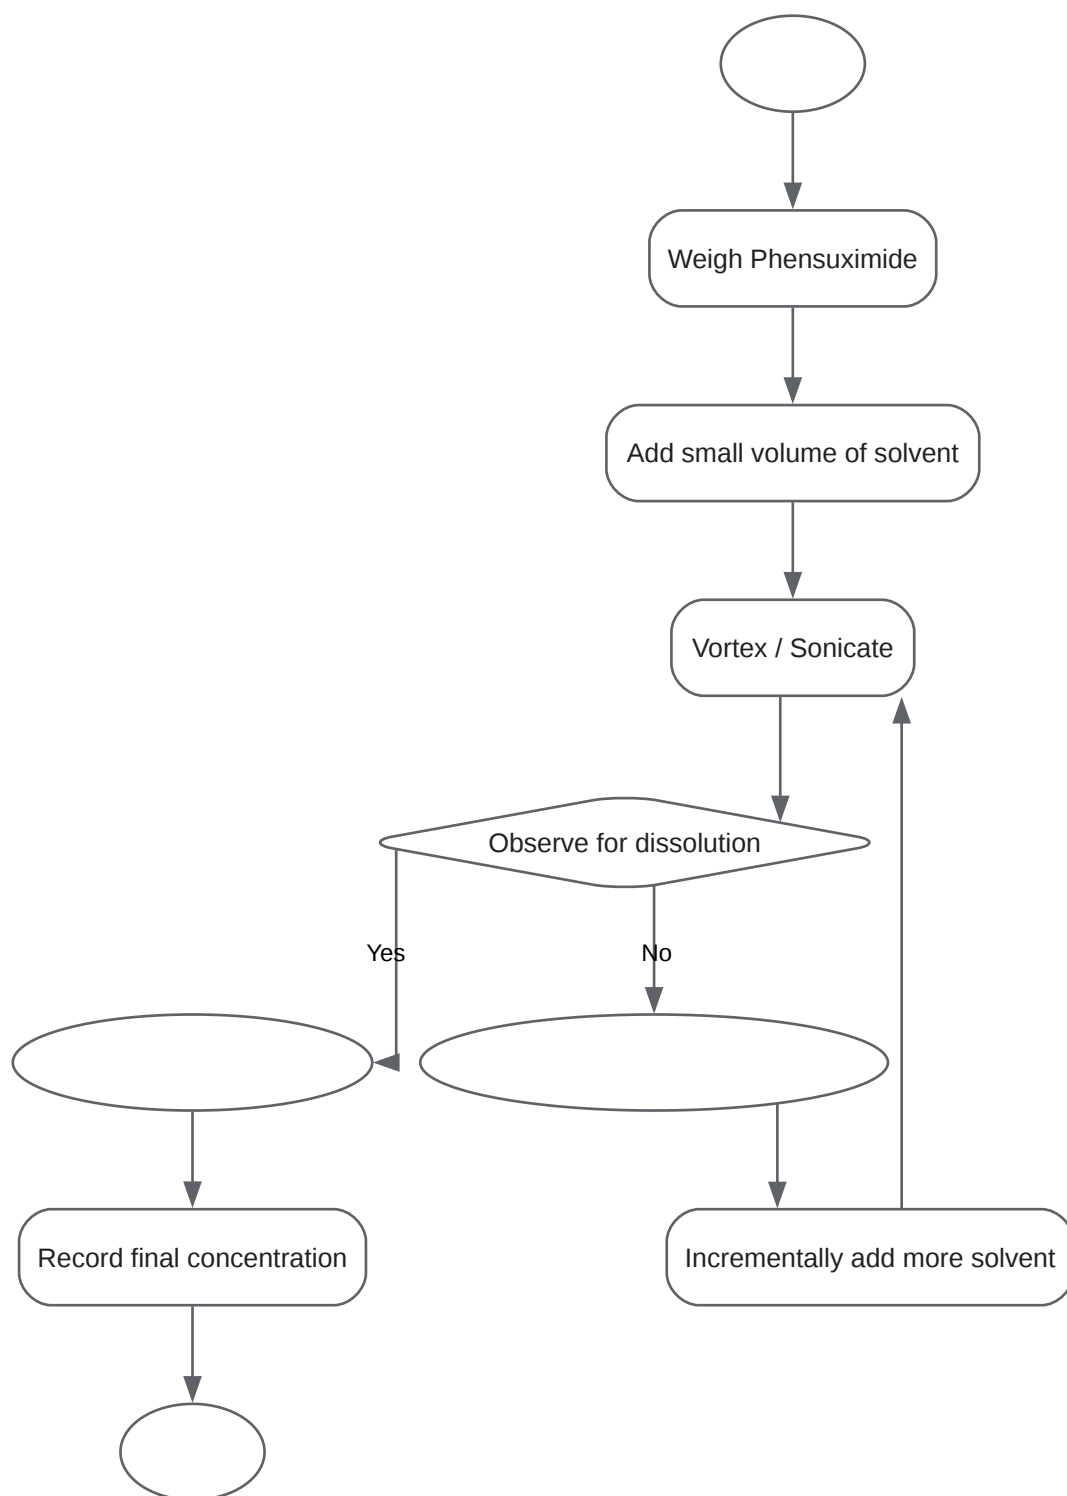 Weigh Phensuximide
Add small volume of solvent
Vortex / Sonicate
Observe for dissolution
Yes
No
Record final concentration
Incrementally add more solvent